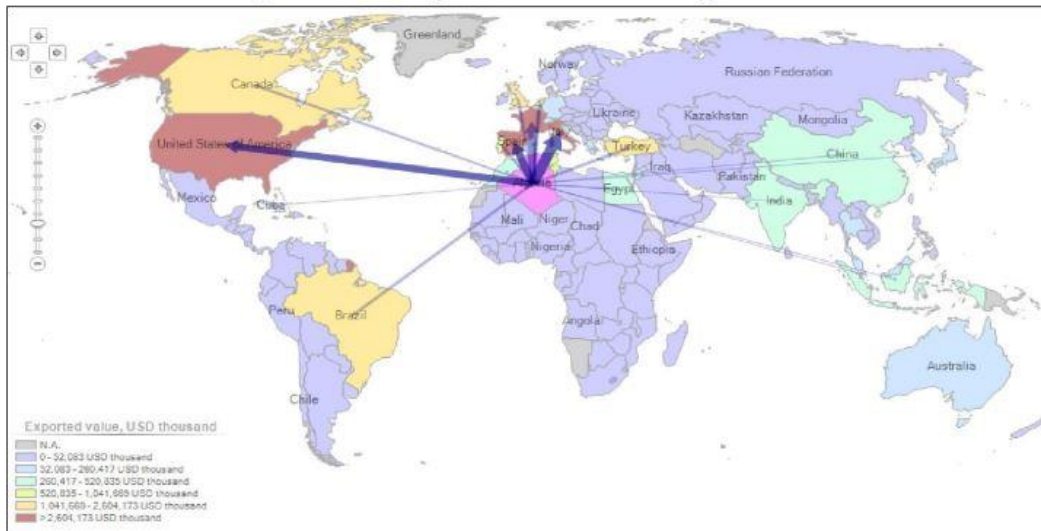 Greenland
Norway
Russian Federation
Canada
Ukraine
Kazakhstan
Mongolia
United States of America
Spain
Turkey
China
Iraq
Pakistan
Mexico
Cuba
Egypt
India
Mali
Niger
Chad
Nigeria
Ethiopia
Peru
Brazil
Angola
Australia
Chile
Exported value, USD thousand
N.A.
0 - 52,083 USD thousand
52,083 - 260,417 USD thousand
260,417 - 520,835 USD thousand
520,835 - 1,041,669 USD thousand
1,041,669 - 2,604,173 USD thousand
> 2,604,173 USD thousand